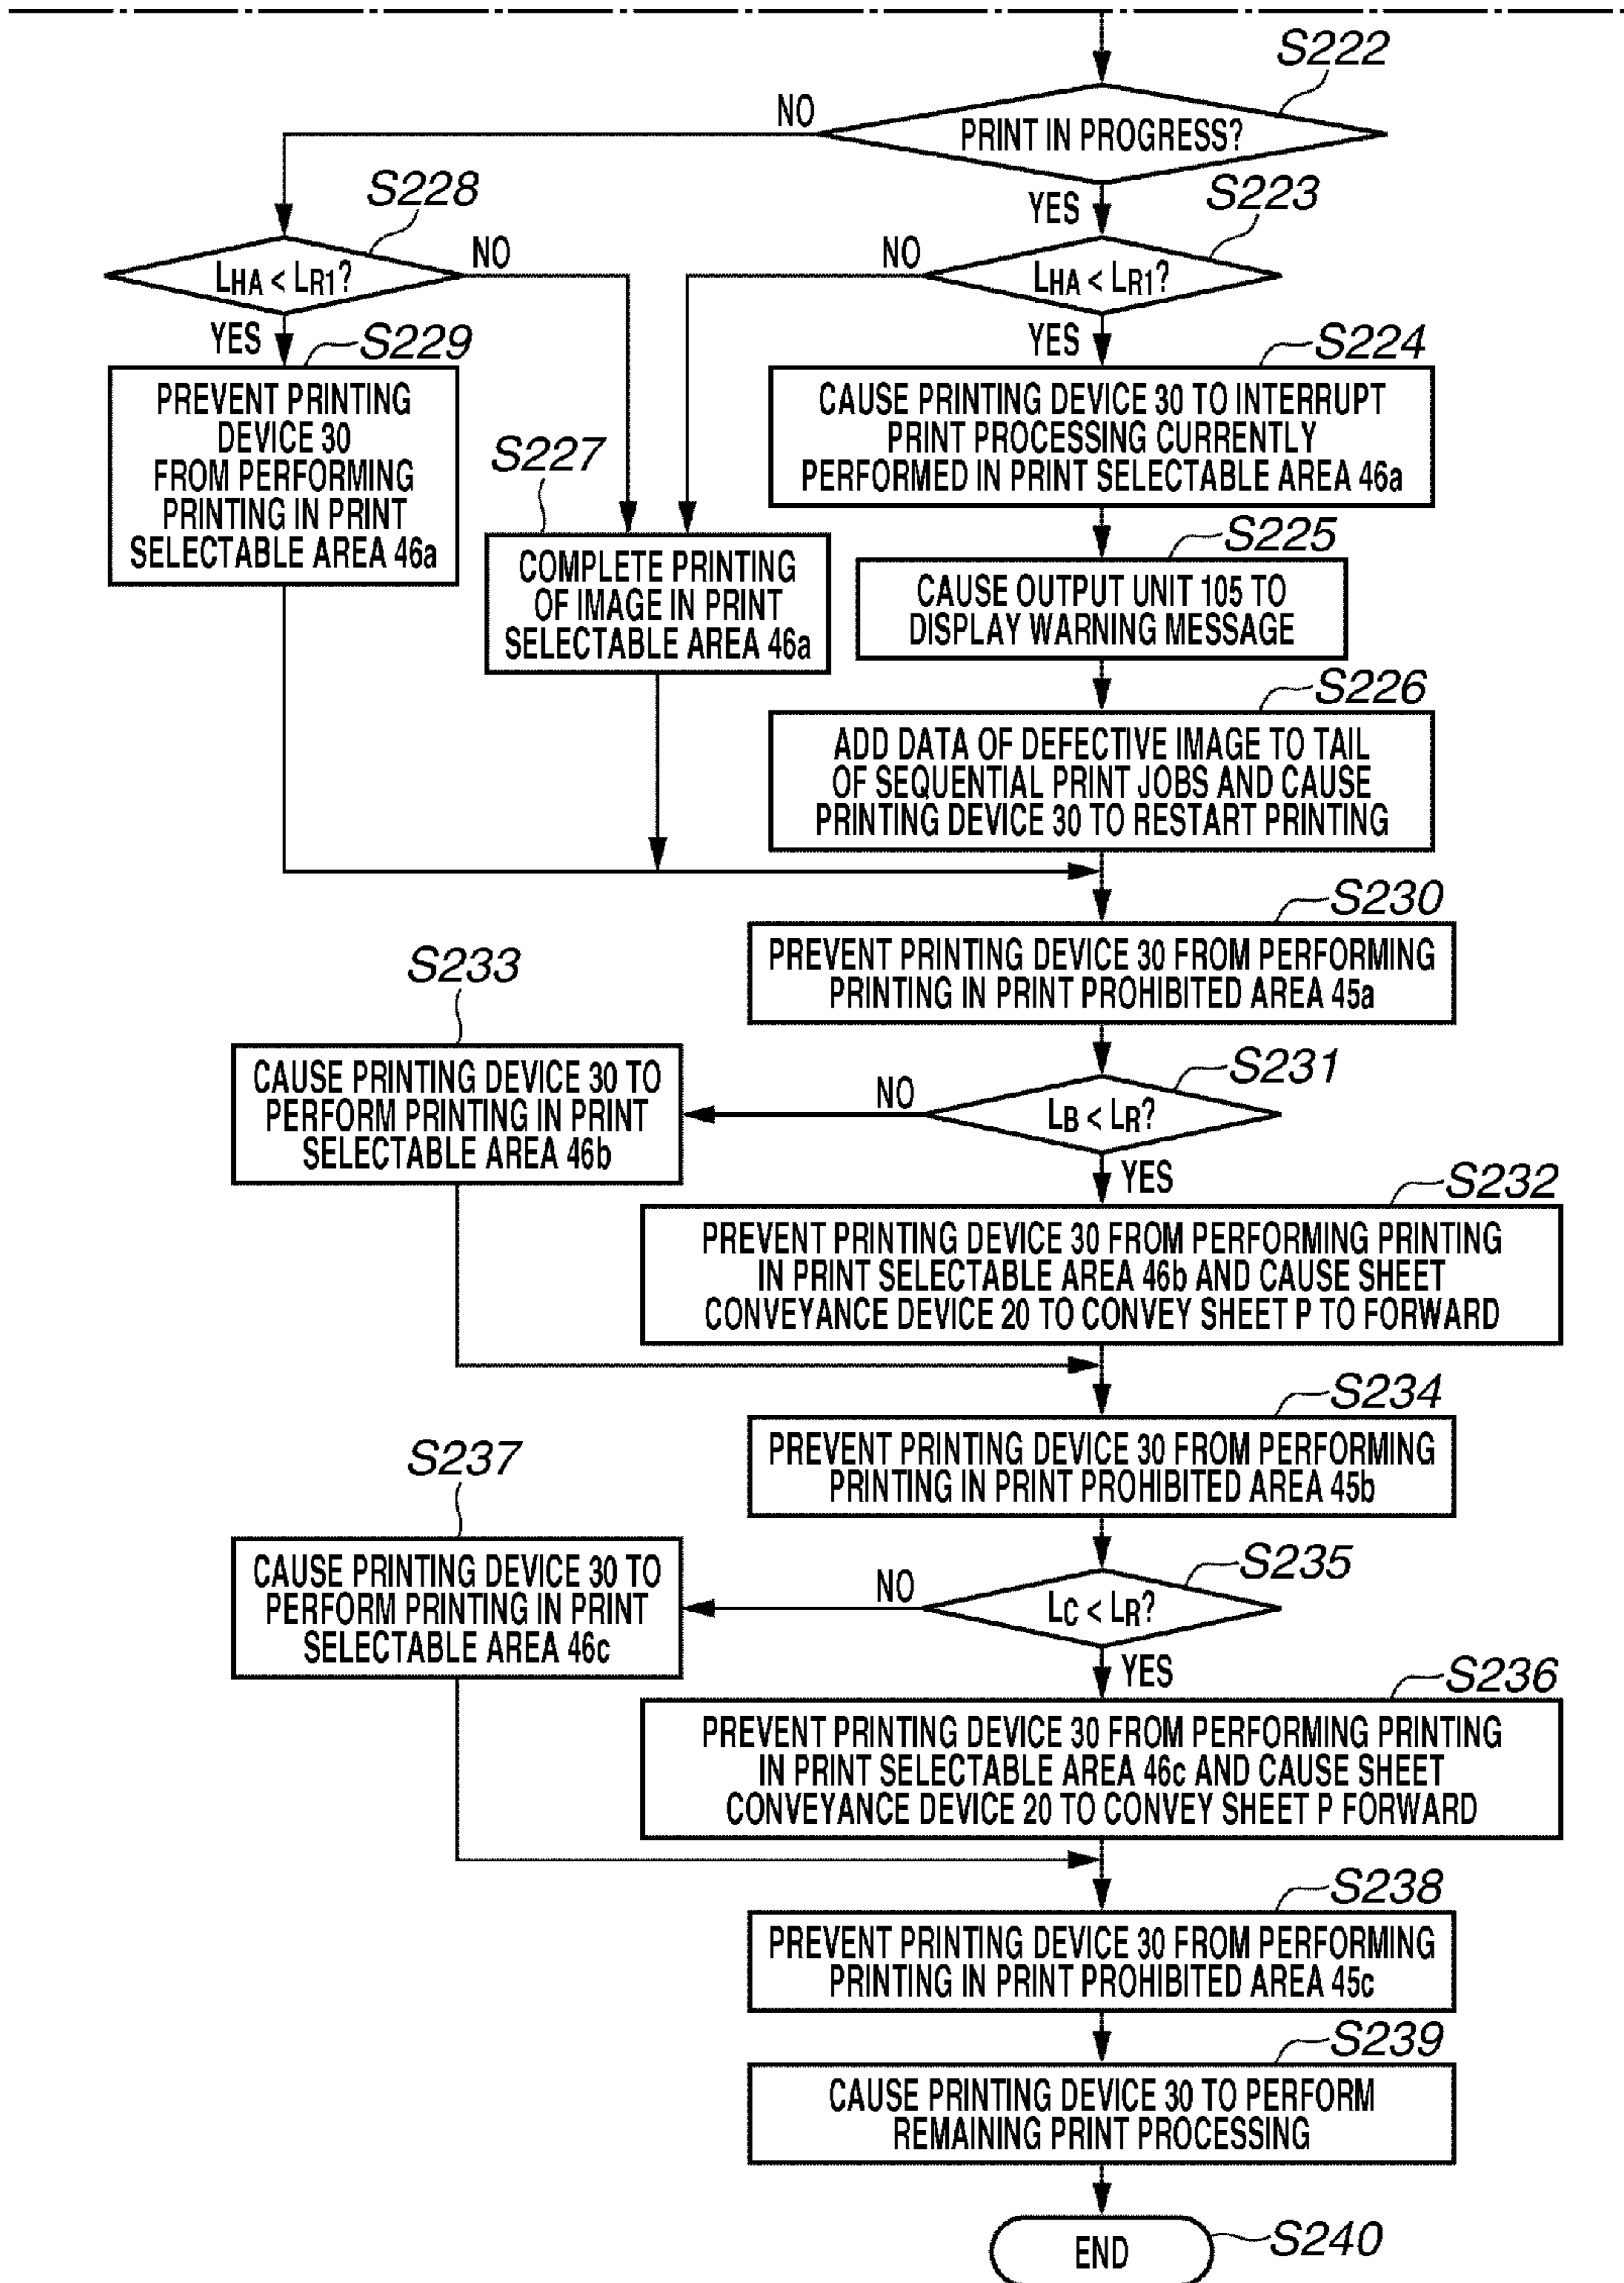 S222
NO
PRINT IN PROGRESS?
S228
YES
S223
LHA < LR1?
NO
NO
LHA < LR1?
YES
S229
YES
S224
PREVENT PRINTING
DEVICE 30
FROM PERFORMING
PRINTING IN PRINT
SELECTABLE AREA 46a
S227
COMPLETE PRINTING
OF IMAGE IN PRINT
SELECTABLE AREA 46a
CAUSE PRINTING DEVICE 30 TO INTERRUPT
PRINT PROCESSING CURRENTLY
PERFORMED IN PRINT SELECTABLE AREA 46a
S225
CAUSE OUTPUT UNIT 105 TO
DISPLAY WARNING MESSAGE
S226
ADD DATA OF DEFECTIVE IMAGE TO TAIL
OF SEQUENTIAL PRINT JOBS AND CAUSE
PRINTING DEVICE 30 TO RESTART PRINTING
S230
PREVENT PRINTING DEVICE 30 FROM PERFORMING
PRINTING IN PRINT PROHIBITED AREA 45a
S233
CAUSE PRINTING DEVICE 30 TO
PERFORM PRINTING IN PRINT
SELECTABLE AREA 46b
NO
S231
LB < LR?
YES
S232
PREVENT PRINTING DEVICE 30 FROM PERFORMING PRINTING
IN PRINT SELECTABLE AREA 46b AND CAUSE SHEET
CONVEYANCE DEVICE 20 TO CONVEY SHEET P TO FORWARD
S234
PREVENT PRINTING DEVICE 30 FROM PERFORMING
PRINTING IN PRINT PROHIBITED AREA 45b
S237
CAUSE PRINTING DEVICE 30 TO
PERFORM PRINTING IN PRINT
SELECTABLE AREA 46c
NO
S235
LC < LR?
YES
S236
PREVENT PRINTING DEVICE 30 FROM PERFORMING PRINTING
IN PRINT SELECTABLE AREA 46c AND CAUSE SHEET
CONVEYANCE DEVICE 20 TO CONVEY SHEET P FORWARD
S238
PREVENT PRINTING DEVICE 30 FROM PERFORMING
PRINTING IN PRINT PROHIBITED AREA 45c
S239
CAUSE PRINTING DEVICE 30 TO PERFORM
REMAINING PRINT PROCESSING
END
S240